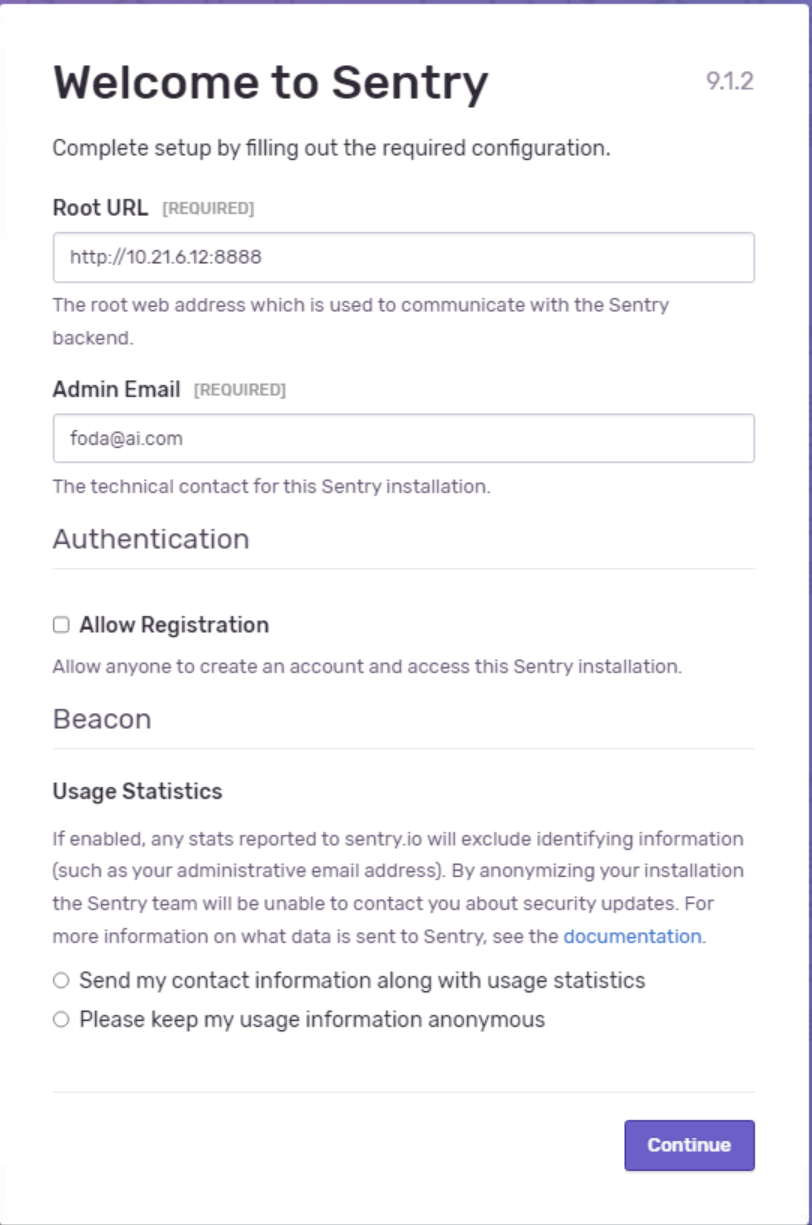 Welcome to Sentry
9.1.2
Complete setup by filling out the required configuration.
Root URL [REQUIRED]
http://10.21.6.12:8888
The root web address which is used to communicate with the Sentry
backend.
Admin Email [REQUIRED]
foda@ai.com
The technical contact for this Sentry installation.
Authentication
Allow Registration
Allow anyone to create an account and access this Sentry installation.
Beacon
Usage Statistics
If enabled, any stats reported to sentry.io will exclude identifying information
(such as your administrative email address). By anonymizing your installation
the Sentry team will be unable to contact you about security updates. For
more information on what data is sent to Sentry, see the documentation.
Send my contact information along with usage statistics
Please keep my usage information anonymous
Continue